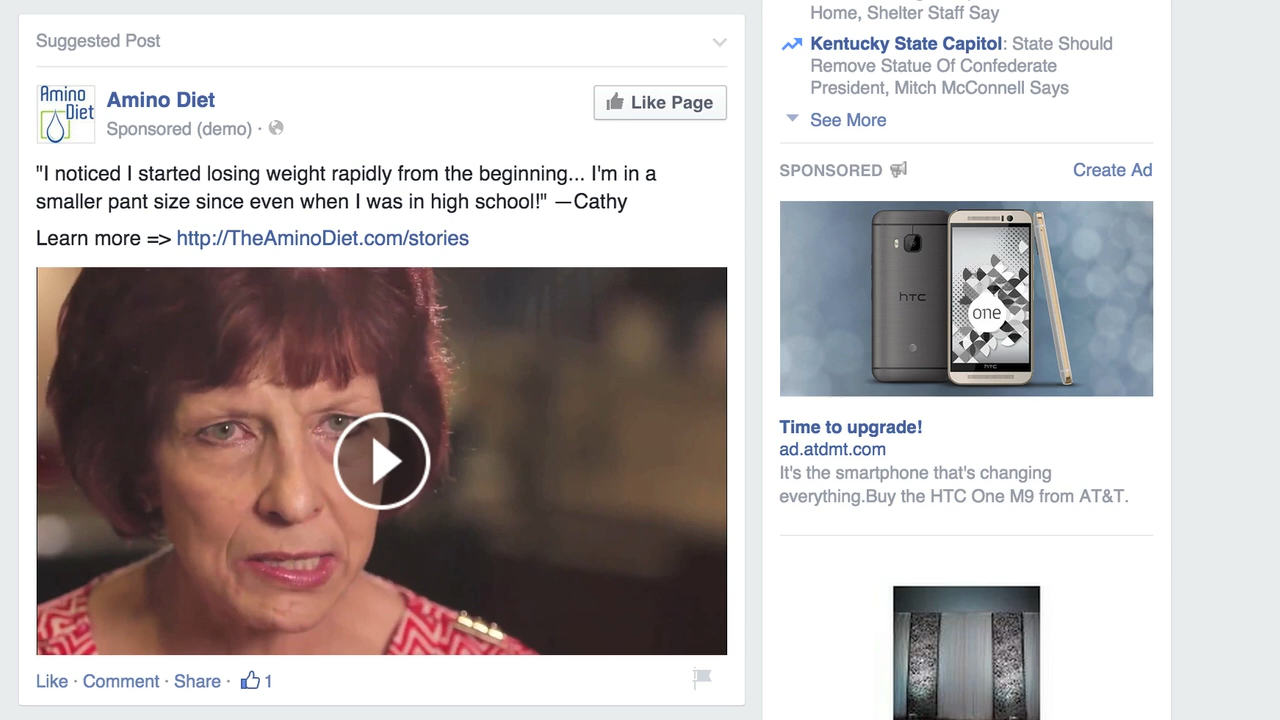 Suggested Post
Amino
Diet
Amino Diet
Sponsored (demo) ·
Like Page
"I noticed I started losing weight rapidly from the beginning... I'm in a
smaller pant size since even when I was in high school!" —Cathy
Learn more => http://TheAminoDiet.com/stories
Like · Comment · Share · 1
Home, Shelter Staff Say
Kentucky State Capitol: State Should
Remove Statue Of Confederate
President, Mitch McConnell Says
See More
SPONSORED
Create Ad
hTC
one
hTC
Time to upgrade!
ad.atdmt.com
It's the smartphone that's changing
everything.Buy the HTC One M9 from AT&T.